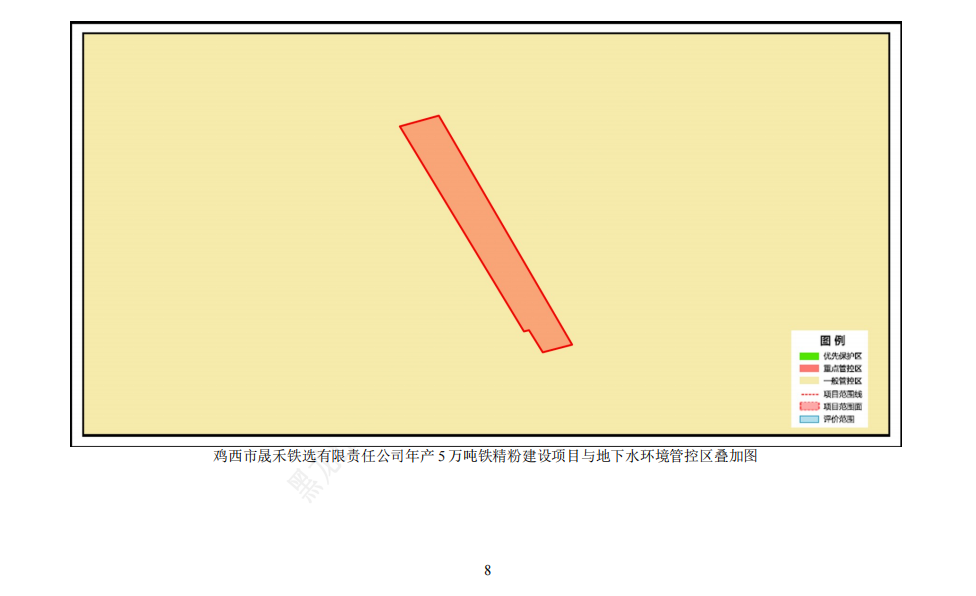 图 例
优先保护区
重点管控区
一般管控区
项目范围线
项目范围面
评价范围
鸡西市晟禾铁选有限责任公司年产 5 万吨铁精粉建设项目与地下水环境管控区叠加图
黑龙
8